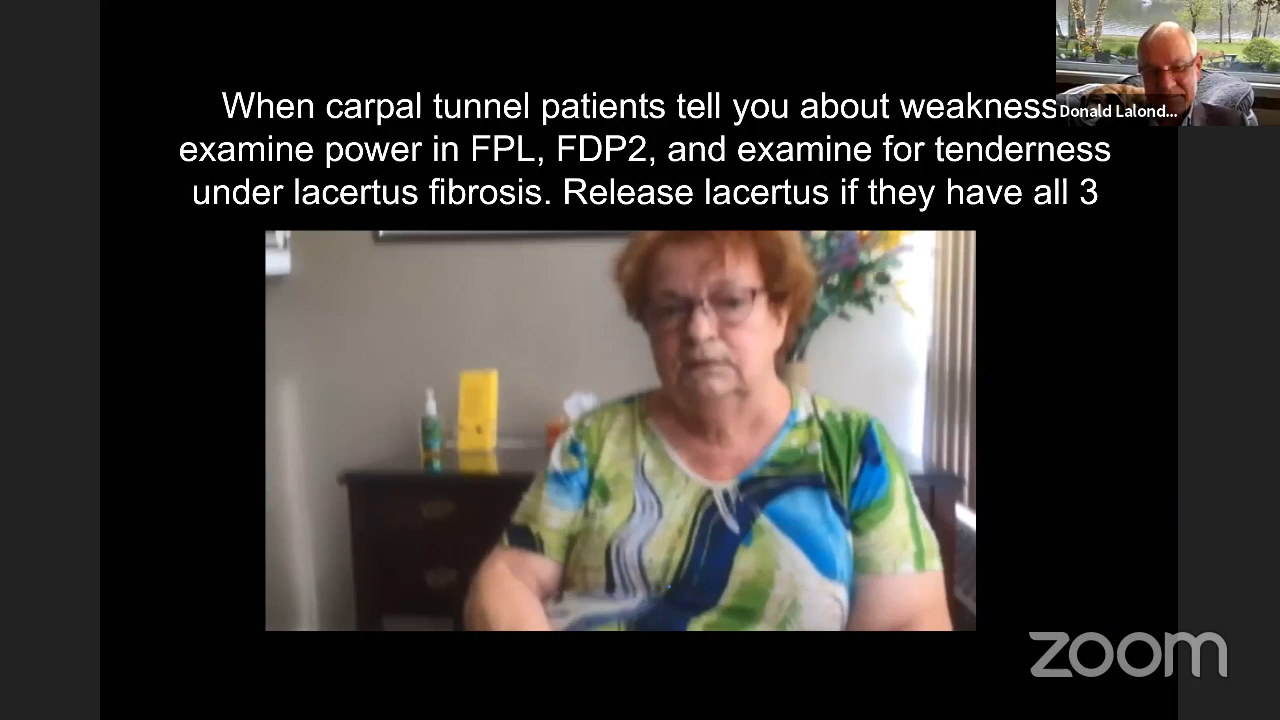 When carpal tunnel patients tell you about weakness
examine power in FPL, FDP2, and examine for tenderness
under lacertus fibrosis. Release lacertus if they have all 3
Donald Lalond...
zoom